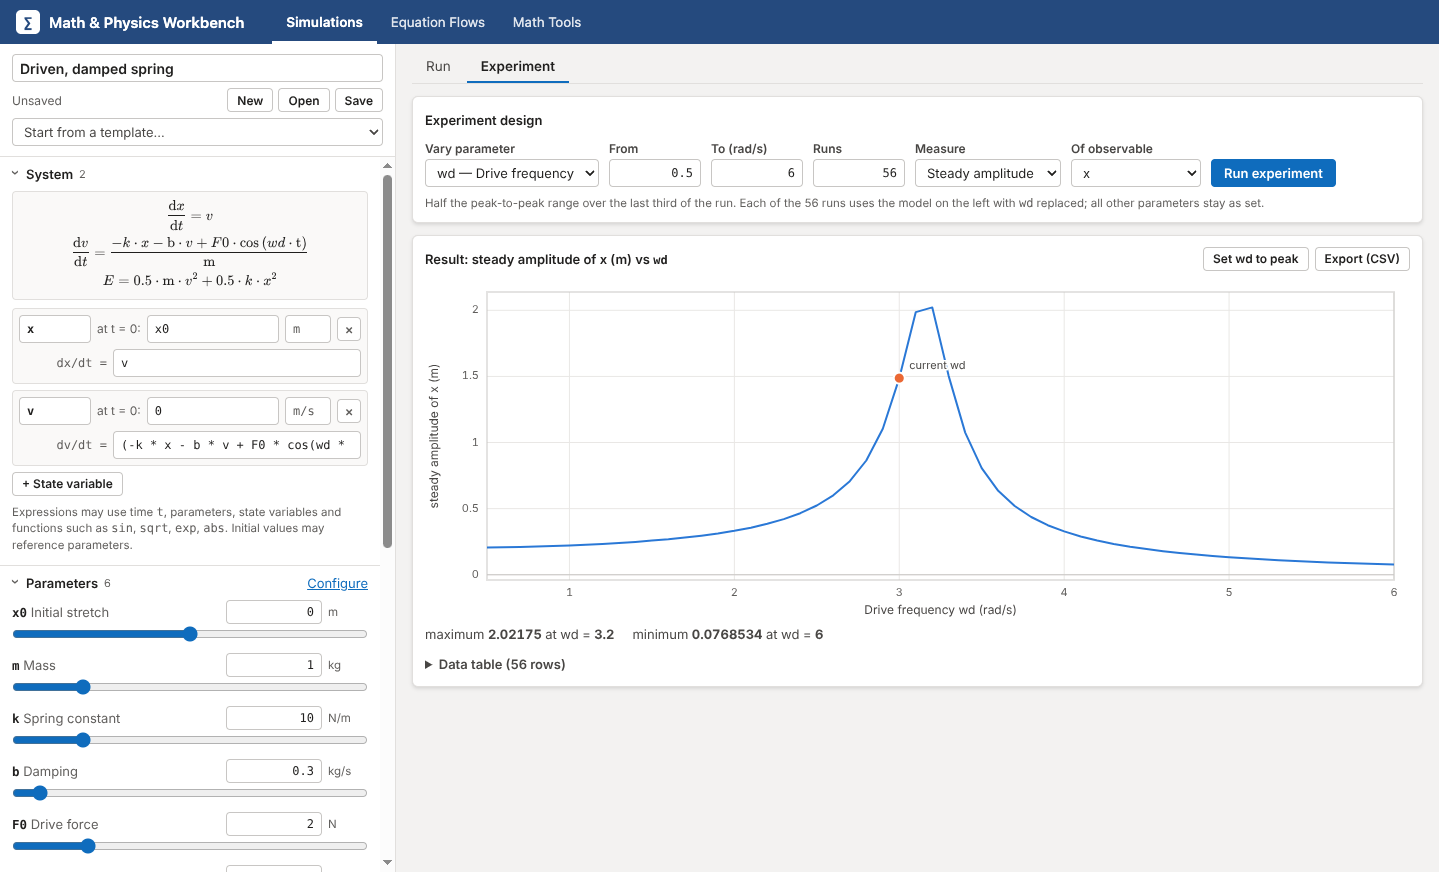 ∑ Math & Physics Workbench Simulations Equation Flows Math Tools
Driven, damped spring
Unsaved New Open Save
Start from a template...
System 2
dx/dt = v
dv/dt = (−k · x − b · v + F0 · cos (wd · t))/m
E = 0.5 · m · v² + 0.5 · k · x²
x at t = 0: x0 m ×
dx/dt = v
v at t = 0: 0 m/s ×
dv/dt = (-k * x - b * v + F0 * cos(wd *
+ State variable
Expressions may use time t, parameters, state variables and
functions such as sin, sqrt, exp, abs. Initial values may
reference parameters.
Parameters 6 Configure
x0 Initial stretch 0 m
m Mass 1 kg
k Spring constant 10 N/m
b Damping 0.3 kg/s
F0 Drive force 2 N
Run Experiment
Experiment design
Vary parameter From To (rad/s) Runs Measure Of observable
wd — Drive frequency 0.5 6 56 Steady amplitude x Run experiment
Half the peak-to-peak range over the last third of the run. Each of the 56 runs uses the model on the left with wd replaced; all other parameters stay as set.
Result: steady amplitude of x (m) vs wd Set wd to peak Export (CSV)
steady amplitude of x (m)
2
1.5
1
0.5
0
current wd
1 2 3 4 5 6
Drive frequency wd (rad/s)
maximum 2.02175 at wd = 3.2 minimum 0.0768534 at wd = 6
Data table (56 rows)